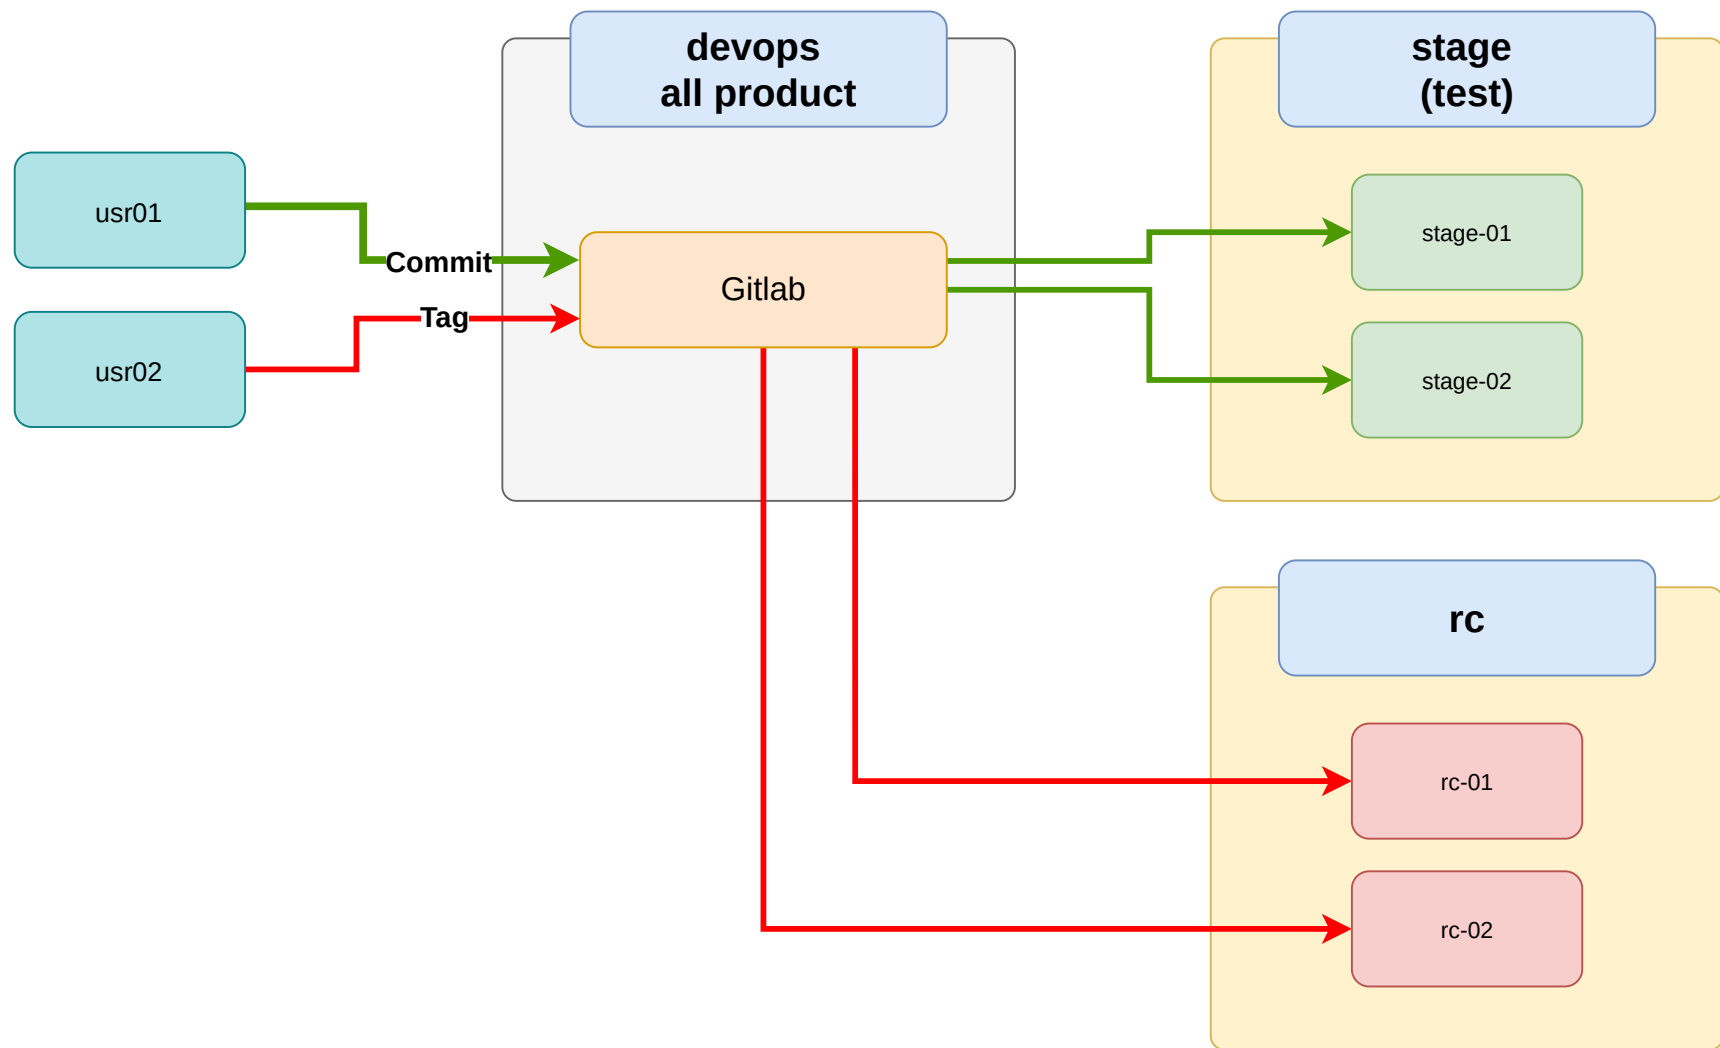 devops
all product
stage
(test)
usr01
Commit
Gitlab
stage-01
Tag
usr02
stage-02
rc
rc-01
rc-02